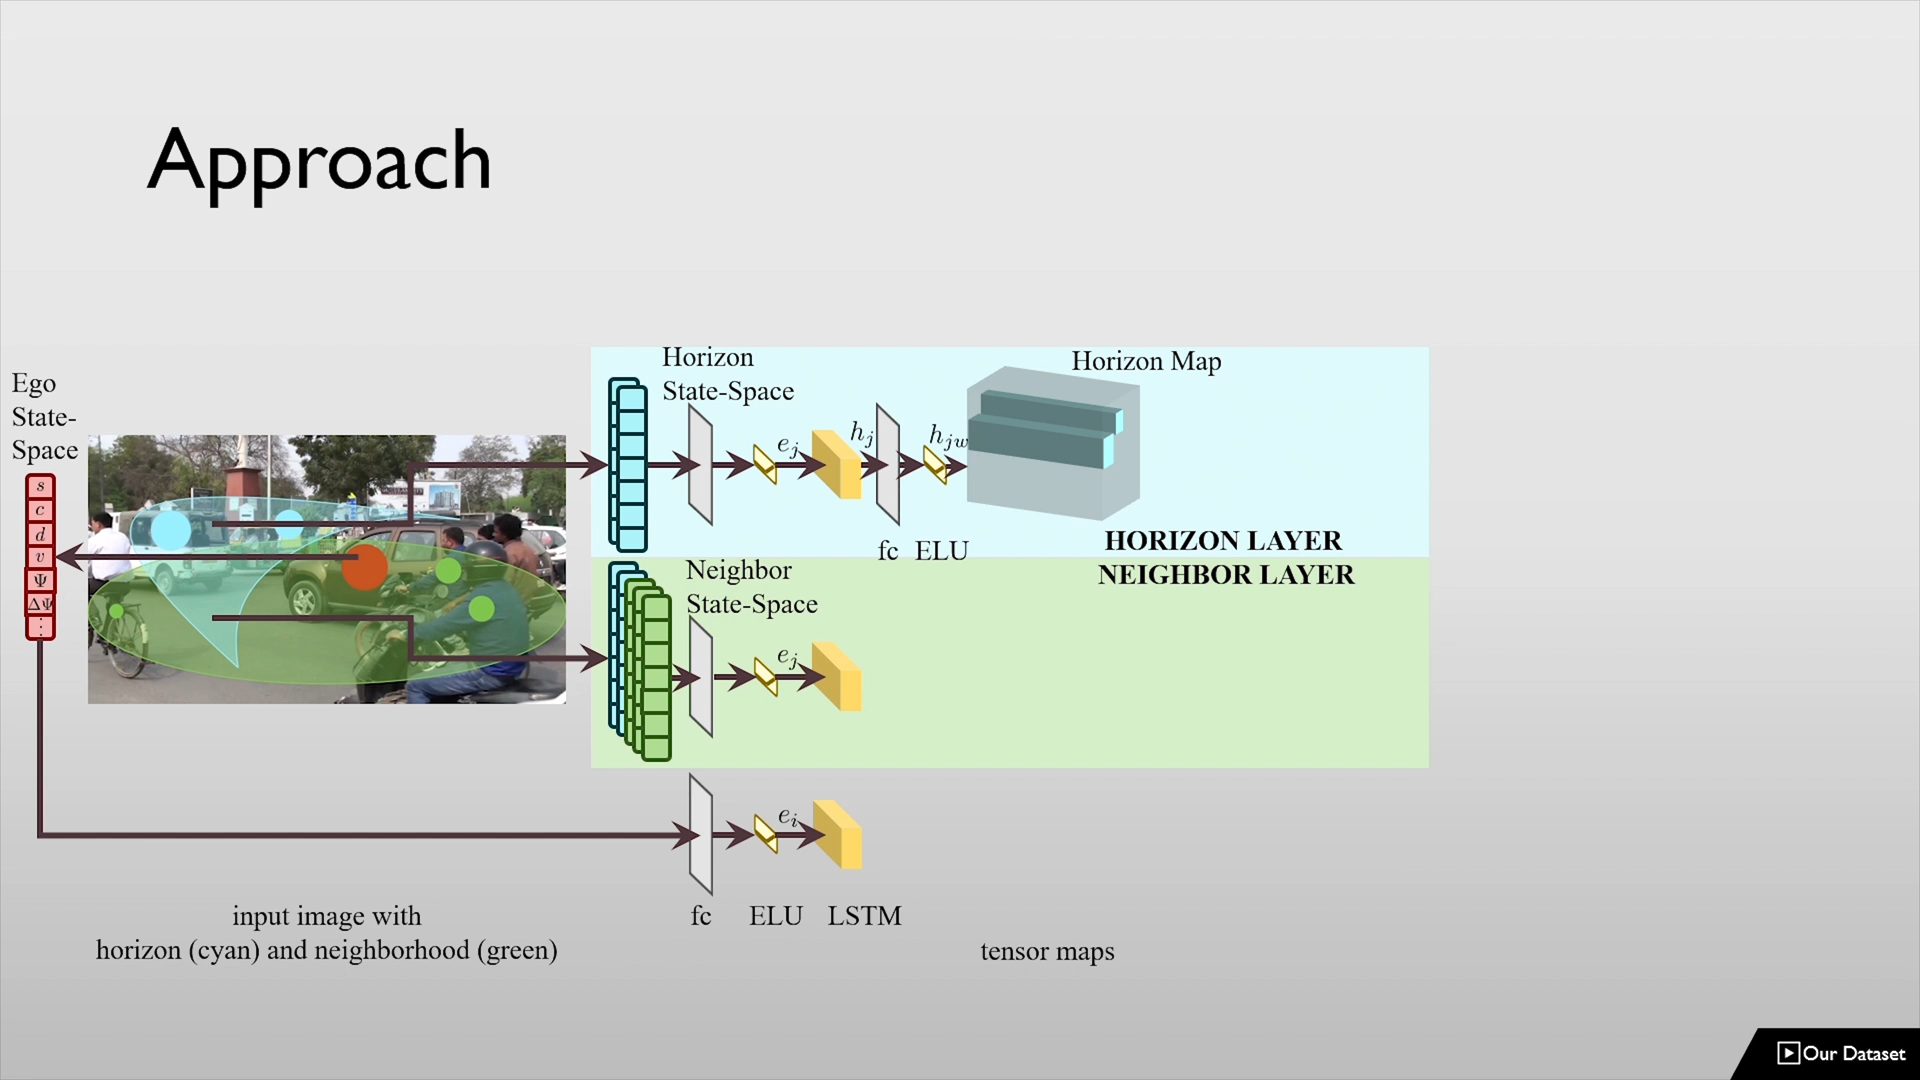 Approach
Ego
State-
Space
s
c
d
v
Ψ
ΔΨ
⋮
Horizon
State-Space
Horizon Map
e_j
h_j
h_jw
fc ELU
HORIZON LAYER
NEIGHBOR LAYER
Neighbor
State-Space
e_j
e_i
fc ELU LSTM
input image with
horizon (cyan) and neighborhood (green)
tensor maps
Our Dataset